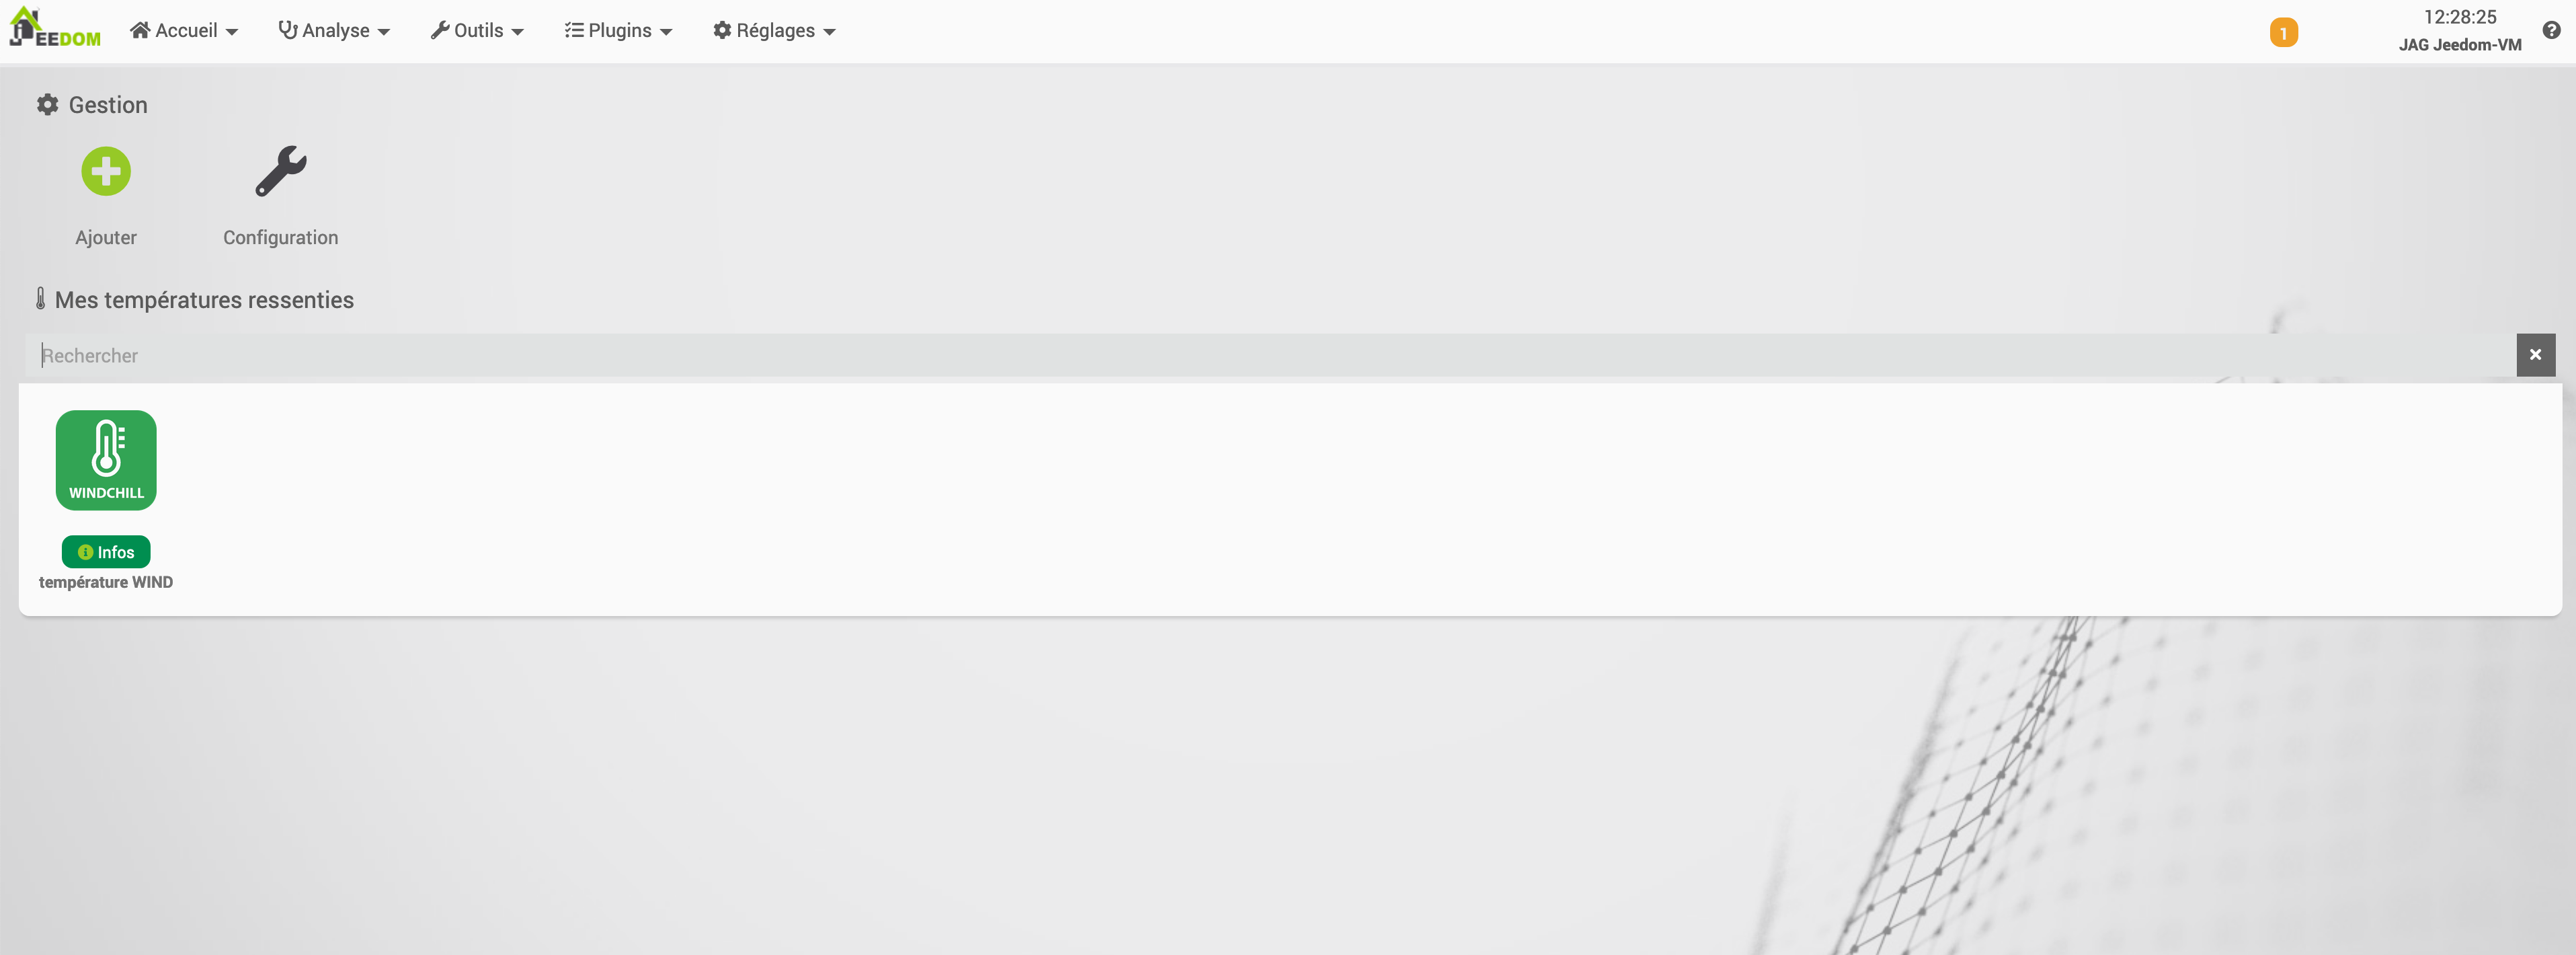 JEEDOM
Accueil
Analyse
Outils
Plugins
Réglages
1
12:28:25
JAG Jeedom-VM
Gestion
Ajouter
Configuration
Mes températures ressenties
Rechercher
WINDCHILL
Infos
température WIND